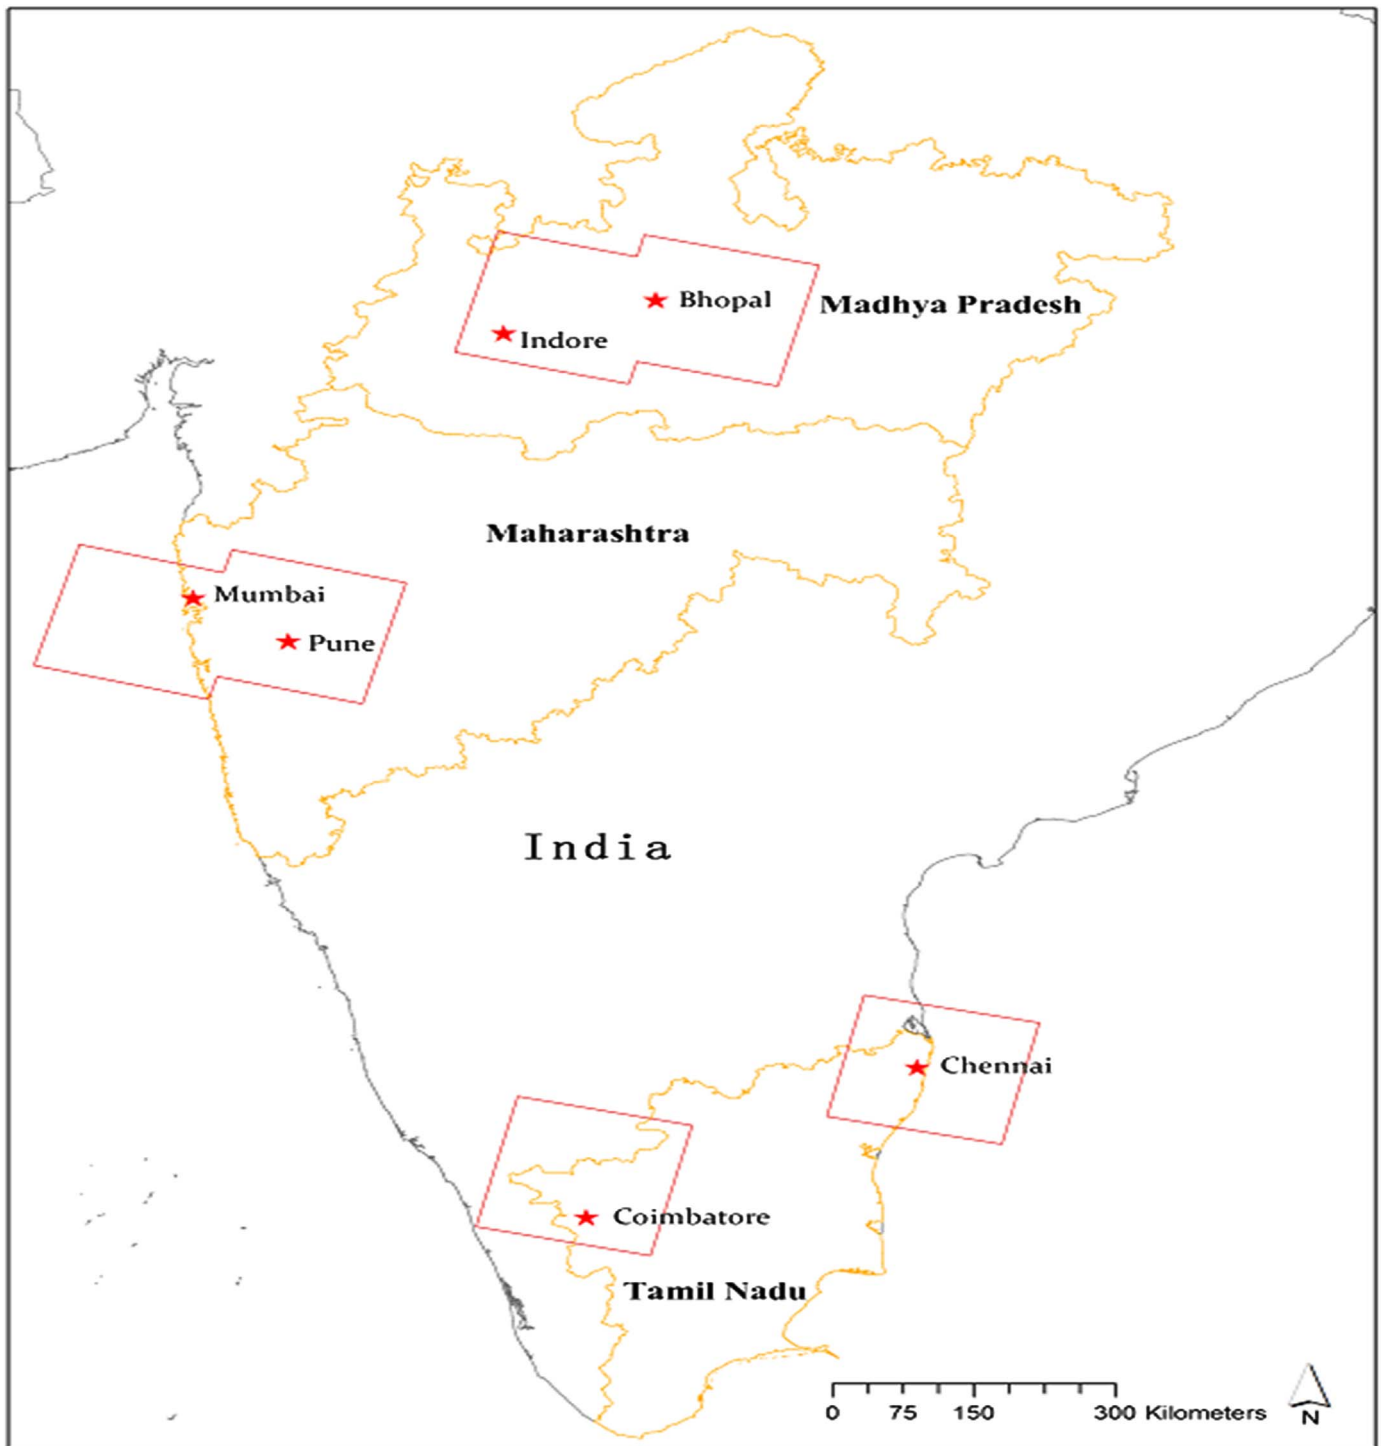 Bhopal
Madhya Pradesh
Indore
Maharashtra
Mumbai
Pune
India
Chennai
Coimbatore
Tamil Nadu
0 75 150 300 Kilometers
N